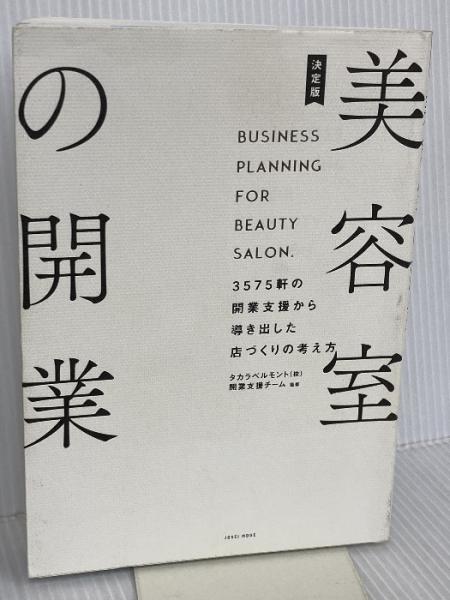 決定版
美容室
の開業
BUSINESS
PLANNING
FOR
BEAUTY
SALON.
3575軒の
開業支援から
導き出した
店づくりの考え方
タカラベルモント(株)
開業支援チーム 監修
JOSEI MODE